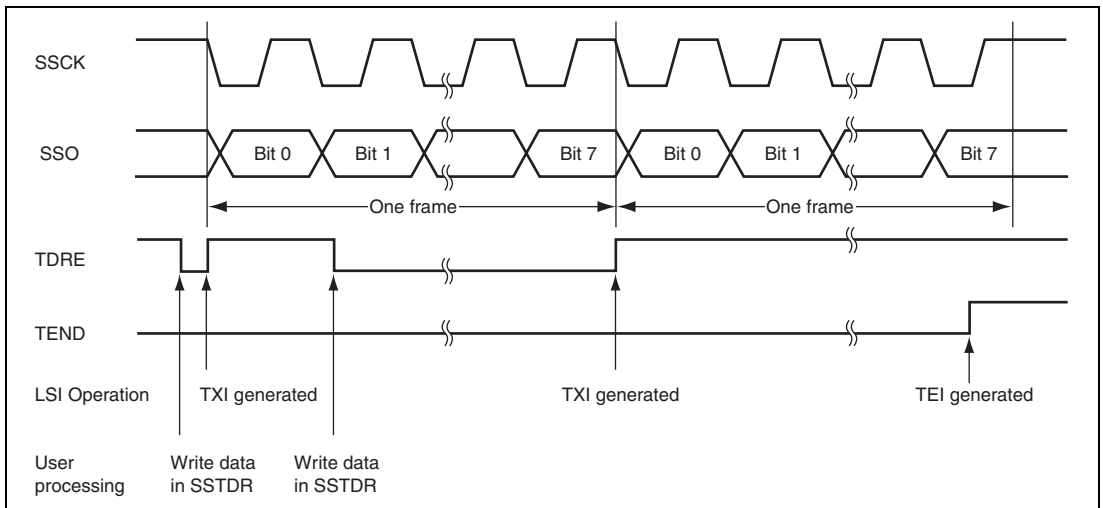 SSCK
SSO
Bit 0 Bit 1 Bit 7 Bit 0 Bit 1 Bit 7
One frame One frame
TDRE
TEND
LSI Operation TXI generated TXI generated TEI generated
User Write data Write data
processing in SSTDR in SSTDR